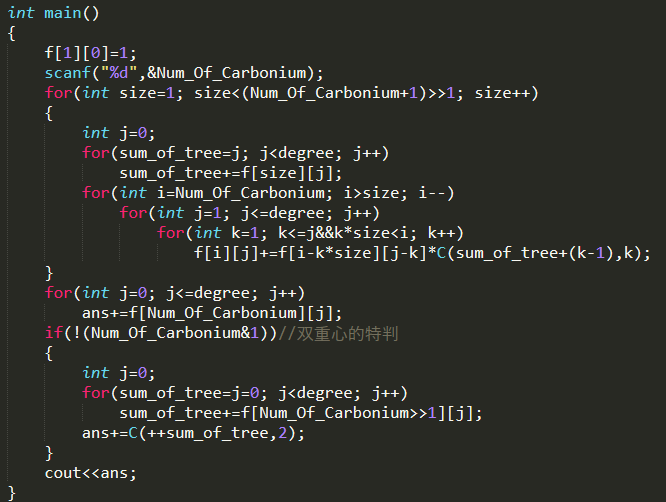 int main()
{
    f[1][0]=1;
    scanf("%d",&Num_Of_Carbonium);
    for(int size=1; size<(Num_Of_Carbonium+1)>>1; size++)
    {
        int j=0;
        for(sum_of_tree=j; j<degree; j++)
            sum_of_tree+=f[size][j];
        for(int i=Num_Of_Carbonium; i>size; i--)
            for(int j=1; j<=degree; j++)
                for(int k=1; k<=j&&k*size<i; k++)
                    f[i][j]+=f[i-k*size][j-k]*C(sum_of_tree+(k-1),k);
    }
    for(int j=0; j<=degree; j++)
        ans+=f[Num_Of_Carbonium][j];
    if(!(Num_Of_Carbonium&1))//双重心的特判
    {
        int j=0;
        for(sum_of_tree=j=0; j<degree; j++)
            sum_of_tree+=f[Num_Of_Carbonium>>1][j];
        ans+=C(++sum_of_tree,2);
    }
    cout<<ans;
}